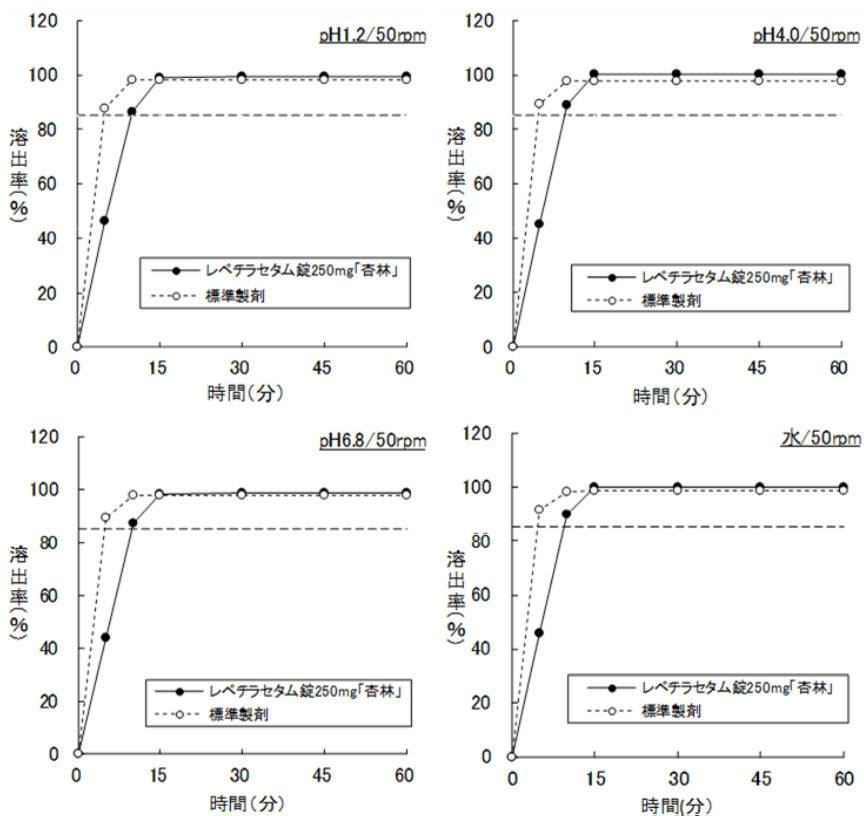 pH1.2/50rpm
120
100
80
60
40
20
0
溶出率(%)
レベチラセタム錠250mg「杏林」
標準製剤
0 15 30 45 60
時間(分)
pH4.0/50rpm
120
100
80
60
40
20
0
溶出率(%)
レベチラセタム錠250mg「杏林」
標準製剤
0 15 30 45 60
時間(分)
pH6.8/50rpm
120
100
80
60
40
20
0
溶出率(%)
レベチラセタム錠250mg「杏林」
標準製剤
0 15 30 45 60
時間(分)
水/50rpm
120
100
80
60
40
20
0
溶出率(%)
レベチラセタム錠250mg「杏林」
標準製剤
0 15 30 45 60
時間(分)